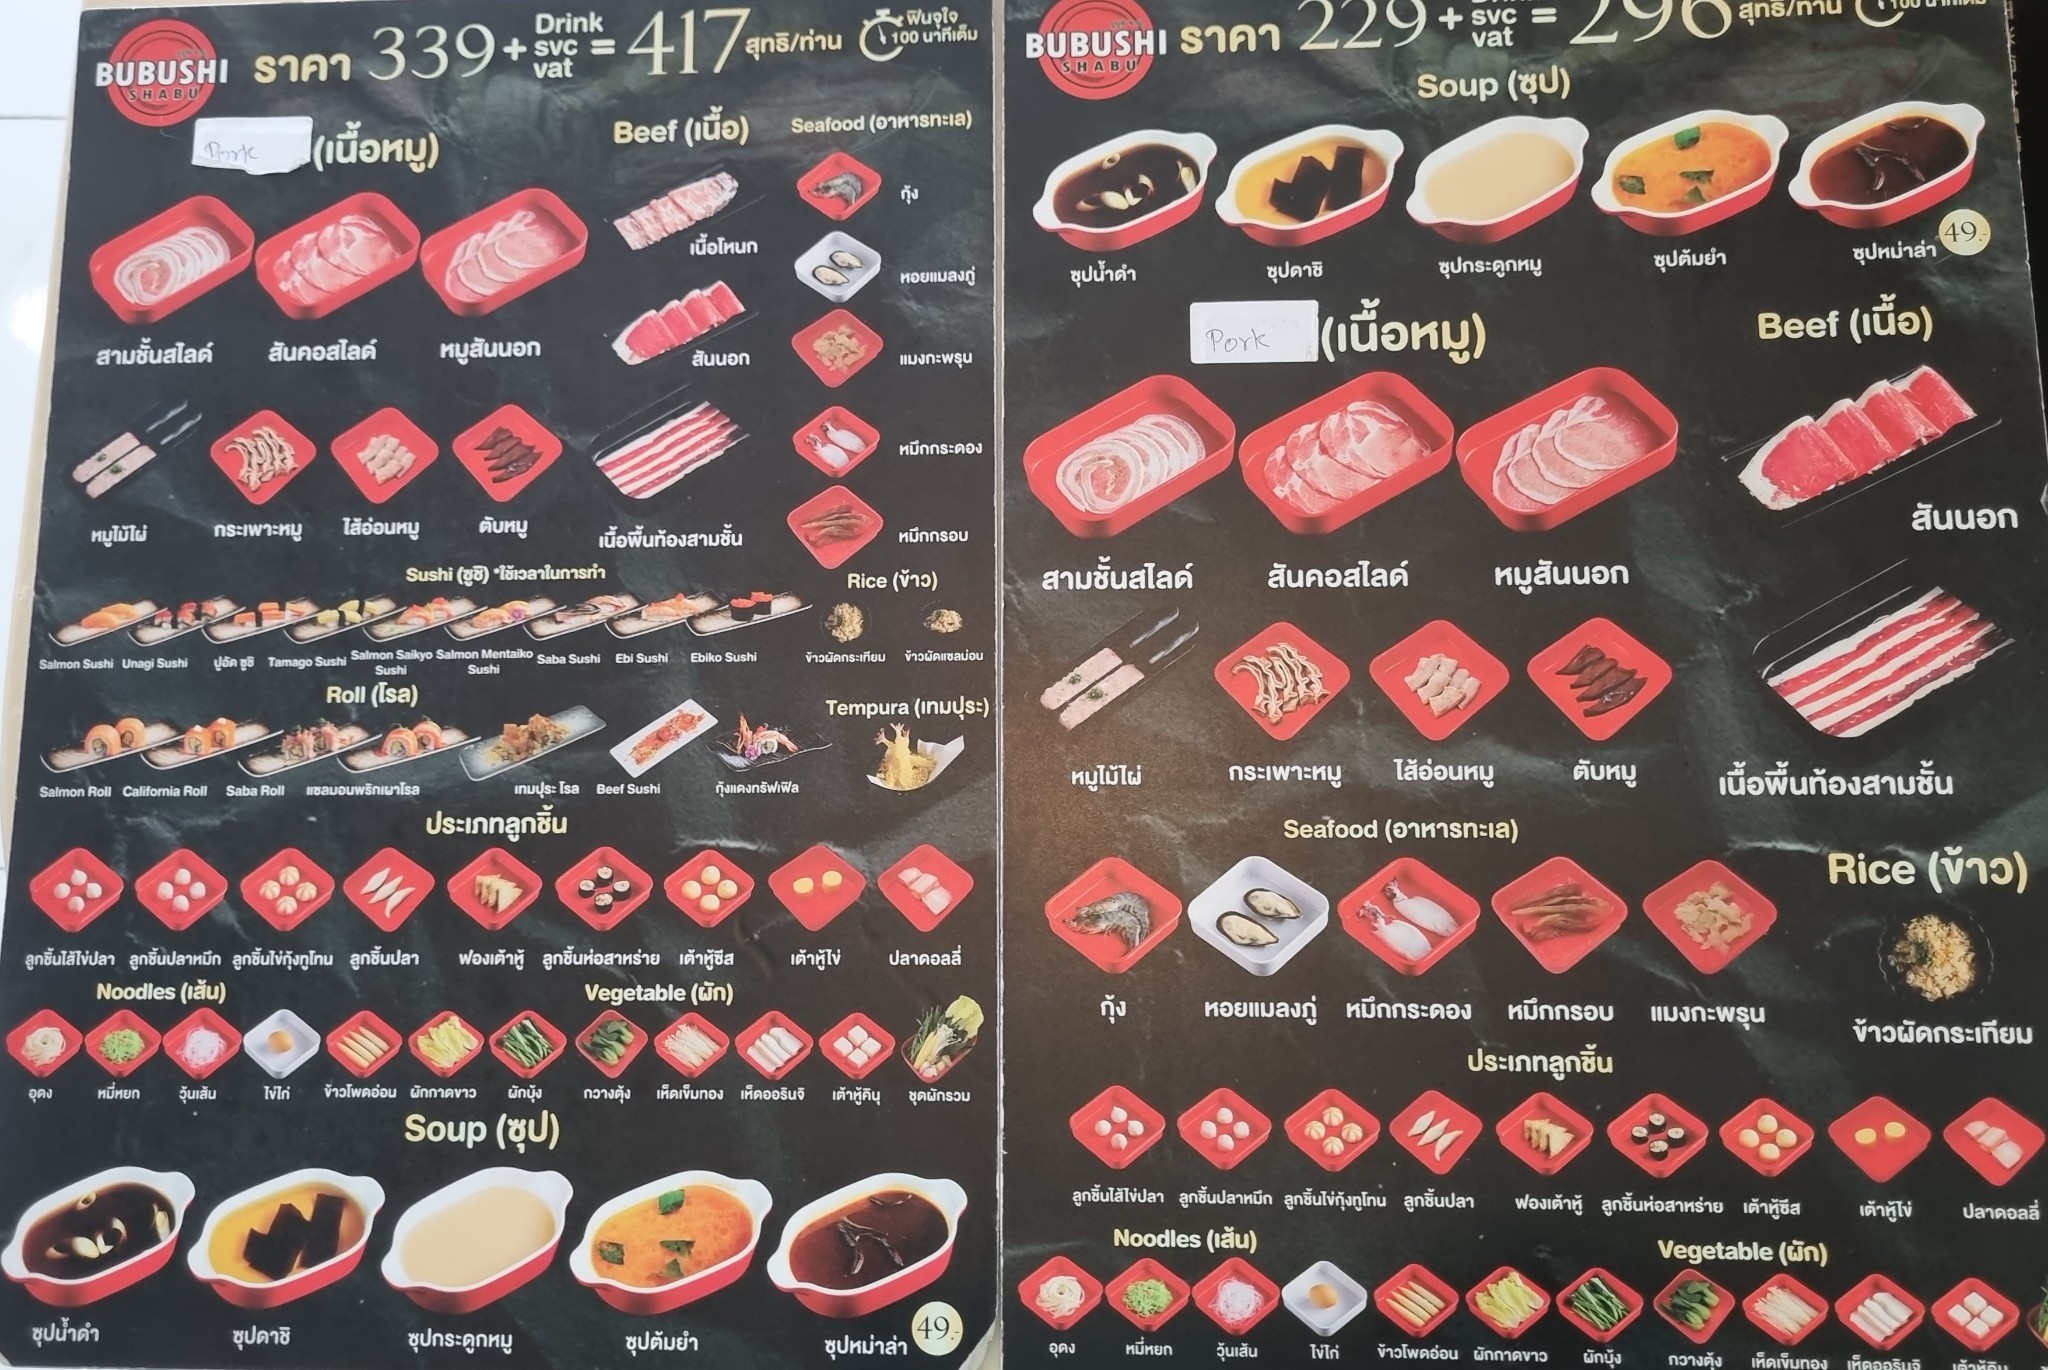 BUBUSHI
SHABU
ราคา 339 + Drink svc vat = 417 สุทธิ/ท่าน
ฟินจุใจ
100 นาทีเต็ม
Pork (เนื้อหมู)
Beef (เนื้อ)
Seafood (อาหารทะเล)
กุ้ง
เนื้อโหนก
หอยแมลงภู่
สามชั้นสไลด์ สันคอสไลด์ หมูสันนอก
สันนอก
แมงกะพรุน
หมึกกระดอง
หมูไม้ไผ่ กระเพาะหมู ไส้อ่อนหมู ตับหมู
เนื้อพื้นท้องสามชั้น
หมึกกรอบ
Sushi (ซูชิ) *ใช้เวลาในการทำ
Rice (ข้าว)
Salmon Sushi Unagi Sushi ปูอัด ซูชิ Tamago Sushi Salmon Saikyo Sushi Salmon Mentaiko Sushi Saba Sushi Ebi Sushi Ebiko Sushi
ข้าวผัดกระเทียม ข้าวผัดแซลม่อน
Roll (โรล)
Tempura (เทมปุระ)
Salmon Roll California Roll Saba Roll แซลมอนพริกเผาโรล เทมปุระ โรล Beef Sushi กุ้งแดงทรัฟเฟิล
ประเภทลูกชิ้น
ลูกชิ้นไส้ไข่ปลา ลูกชิ้นปลาหมึก ลูกชิ้นไข่กุ้งทูโทน ลูกชิ้นปลา ฟองเต้าหู้ ลูกชิ้นห่อสาหร่าย เต้าหู้ชีส เต้าหู้ไข่ ปลาดอลลี่
Noodles (เส้น)
Vegetable (ผัก)
อุดง หมี่หยก วุ้นเส้น ไข่ไก่ ข้าวโพดอ่อน ผักกาดขาว ผักบุ้ง กวางตุ้ง เห็ดเข็มทอง เห็ดออรินจิ เต้าหู้คินุ ชุดผักรวม
Soup (ซุป)
ซุปน้ำดำ ซุปดาชิ ซุปกระดูกหมู ซุปต้มยำ ซุปหม่าล่า 49.-
BUBUSHI
SHABU
ราคา 229 + svc vat = 296 สุทธิ/ท่าน
100 นาทีเต็ม
Soup (ซุป)
ซุปน้ำดำ ซุปดาชิ ซุปกระดูกหมู ซุปต้มยำ ซุปหม่าล่า 49.-
Pork (เนื้อหมู)
Beef (เนื้อ)
สันนอก
สามชั้นสไลด์ สันคอสไลด์ หมูสันนอก
หมูไม้ไผ่ กระเพาะหมู ไส้อ่อนหมู ตับหมู
เนื้อพื้นท้องสามชั้น
Seafood (อาหารทะเล)
Rice (ข้าว)
กุ้ง หอยแมลงภู่ หมึกกระดอง หมึกกรอบ แมงกะพรุน
ข้าวผัดกระเทียม
ประเภทลูกชิ้น
ลูกชิ้นไส้ไข่ปลา ลูกชิ้นปลาหมึก ลูกชิ้นไข่กุ้งทูโทน ลูกชิ้นปลา ฟองเต้าหู้ ลูกชิ้นห่อสาหร่าย เต้าหู้ชีส เต้าหู้ไข่ ปลาดอลลี่
Noodles (เส้น)
Vegetable (ผัก)
อุดง หมี่หยก วุ้นเส้น ไข่ไก่ ข้าวโพดอ่อน ผักกาดขาว ผักบุ้ง กวางตุ้ง เห็ดเข็มทอง เห็ดออรินจิ เต้าหู้คินุ